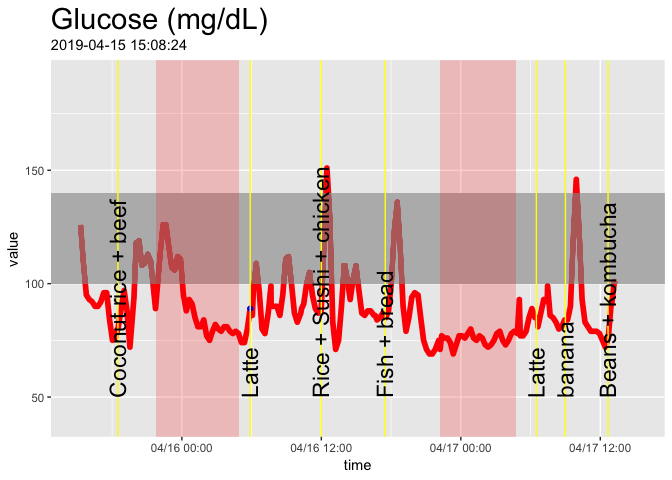 Glucose (mg/dL)
2019-04-15 15:08:24
value
150
100
50
Coconut rice + beef
Latte
Rice + Sushi + chicken
Fish + bread
Latte
banana
Beans + kombucha
04/16 00:00
04/16 12:00
04/17 00:00
04/17 12:00
time